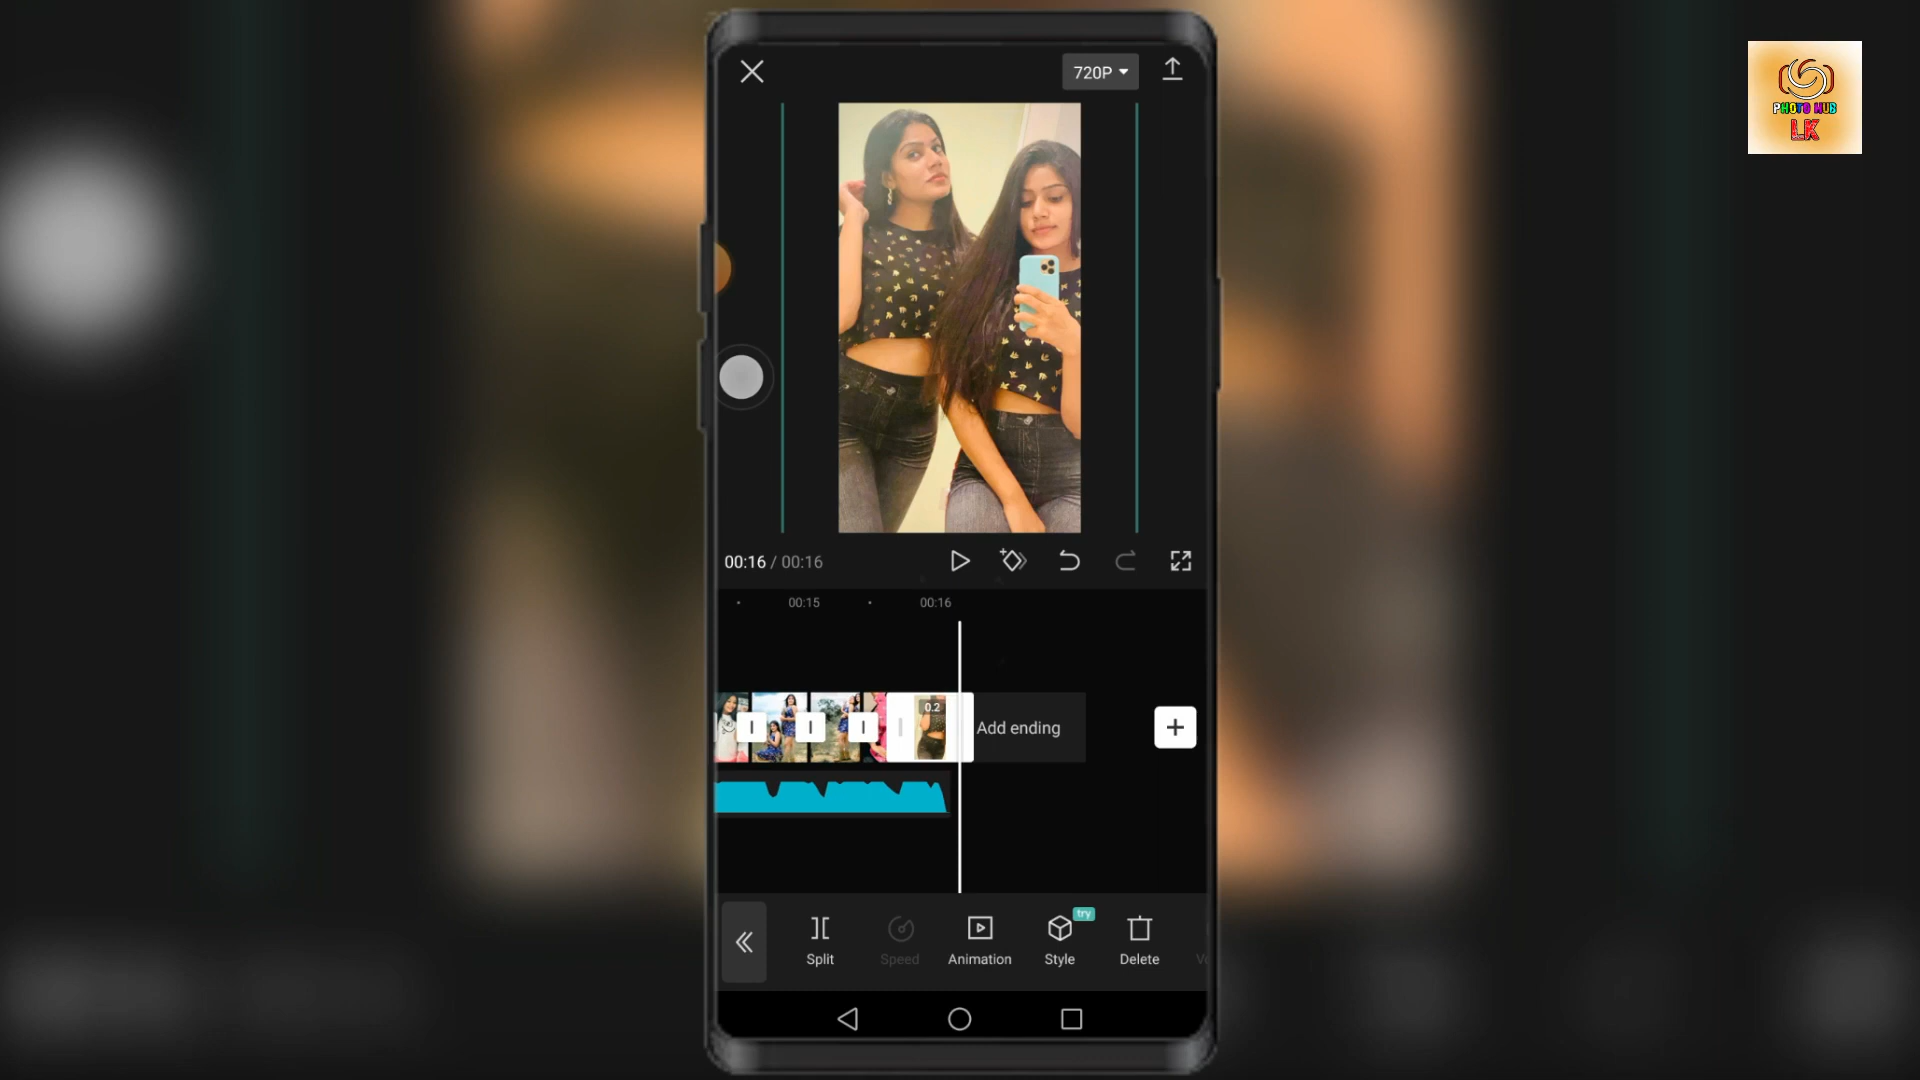 720P
PHOTO HUB
LK
00:16 / 00:16
00:15
00:16
0.2
Add ending
try
Split
Speed
Animation
Style
Delete